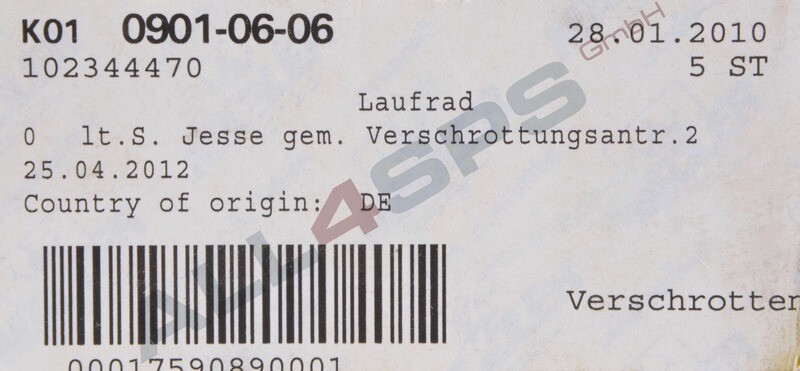 K01 0901-06-06 28.01.2010
102344470 5 ST
Laufrad
0 lt.S. Jesse gem. Verschrottungsantr.2
25.04.2012
Country of origin: DE
Verschrotten
00017590890001
ALL4SPS GmbH